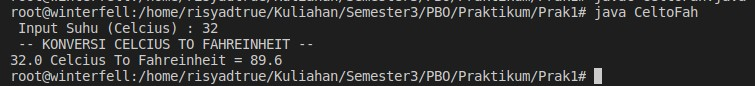 root@winterfell:/home/risyadtrue/Kuliahan/Semester3/PBO/Praktikum/Prak1# java CeltoFah
 Input Suhu (Celcius) : 32
 -- KONVERSI CELCIUS TO FAHREINHEIT --
32.0 Celcius To Fahreinheit = 89.6
root@winterfell:/home/risyadtrue/Kuliahan/Semester3/PBO/Praktikum/Prak1#